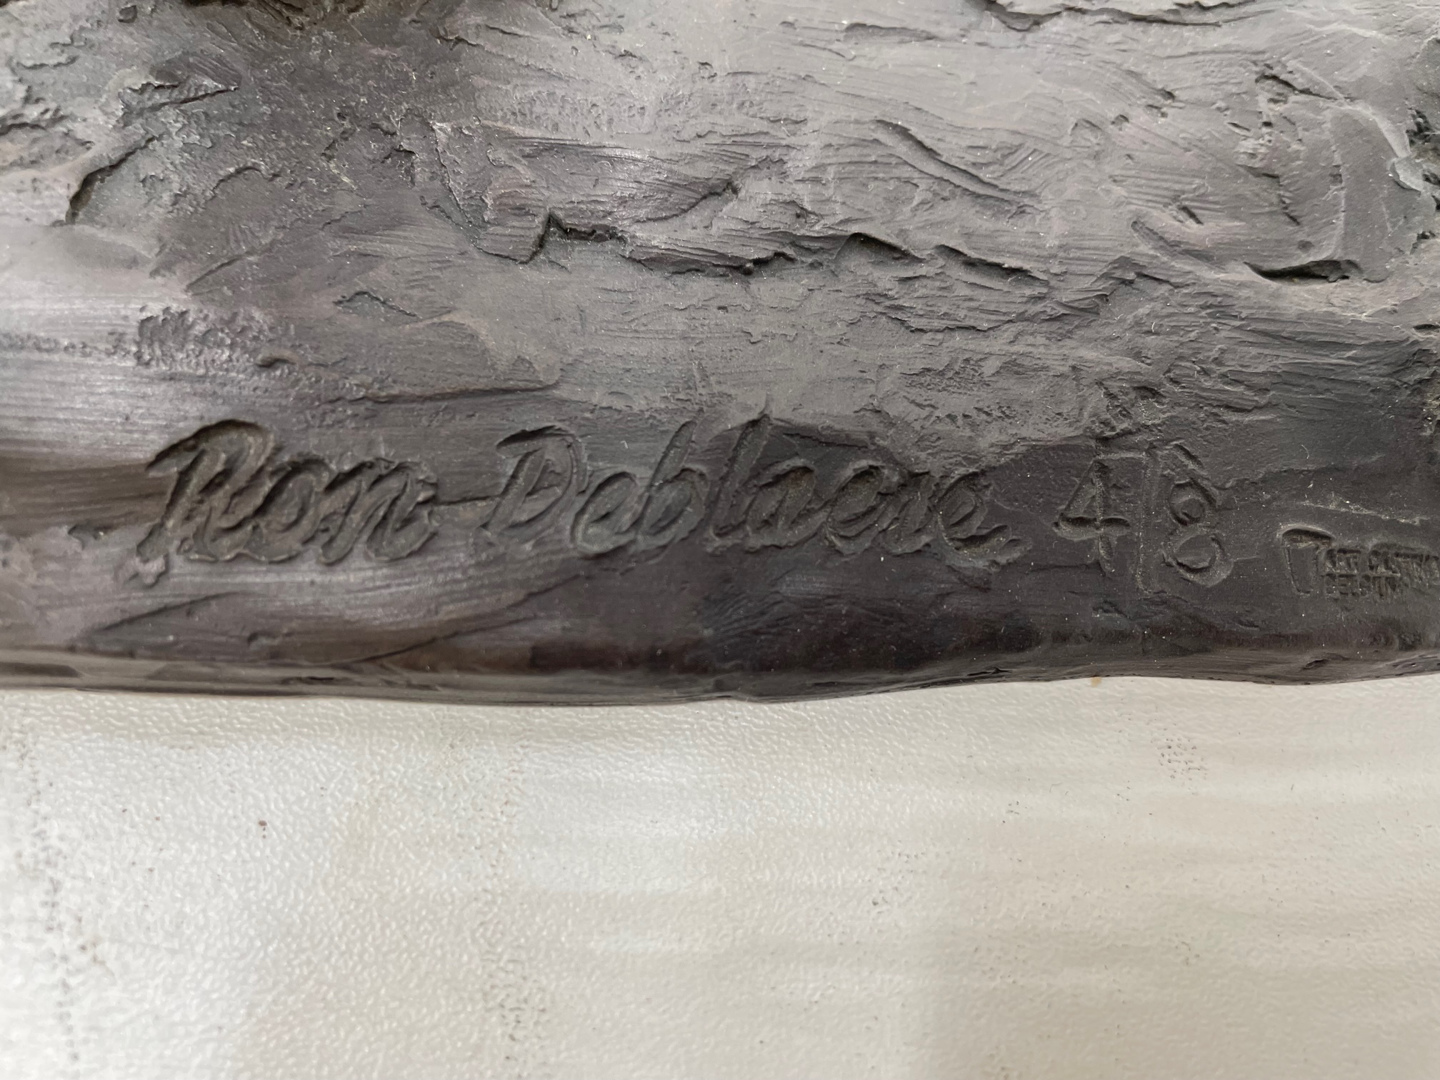 Ron Deblaere 4/8
ART CASTING
BELGIUM